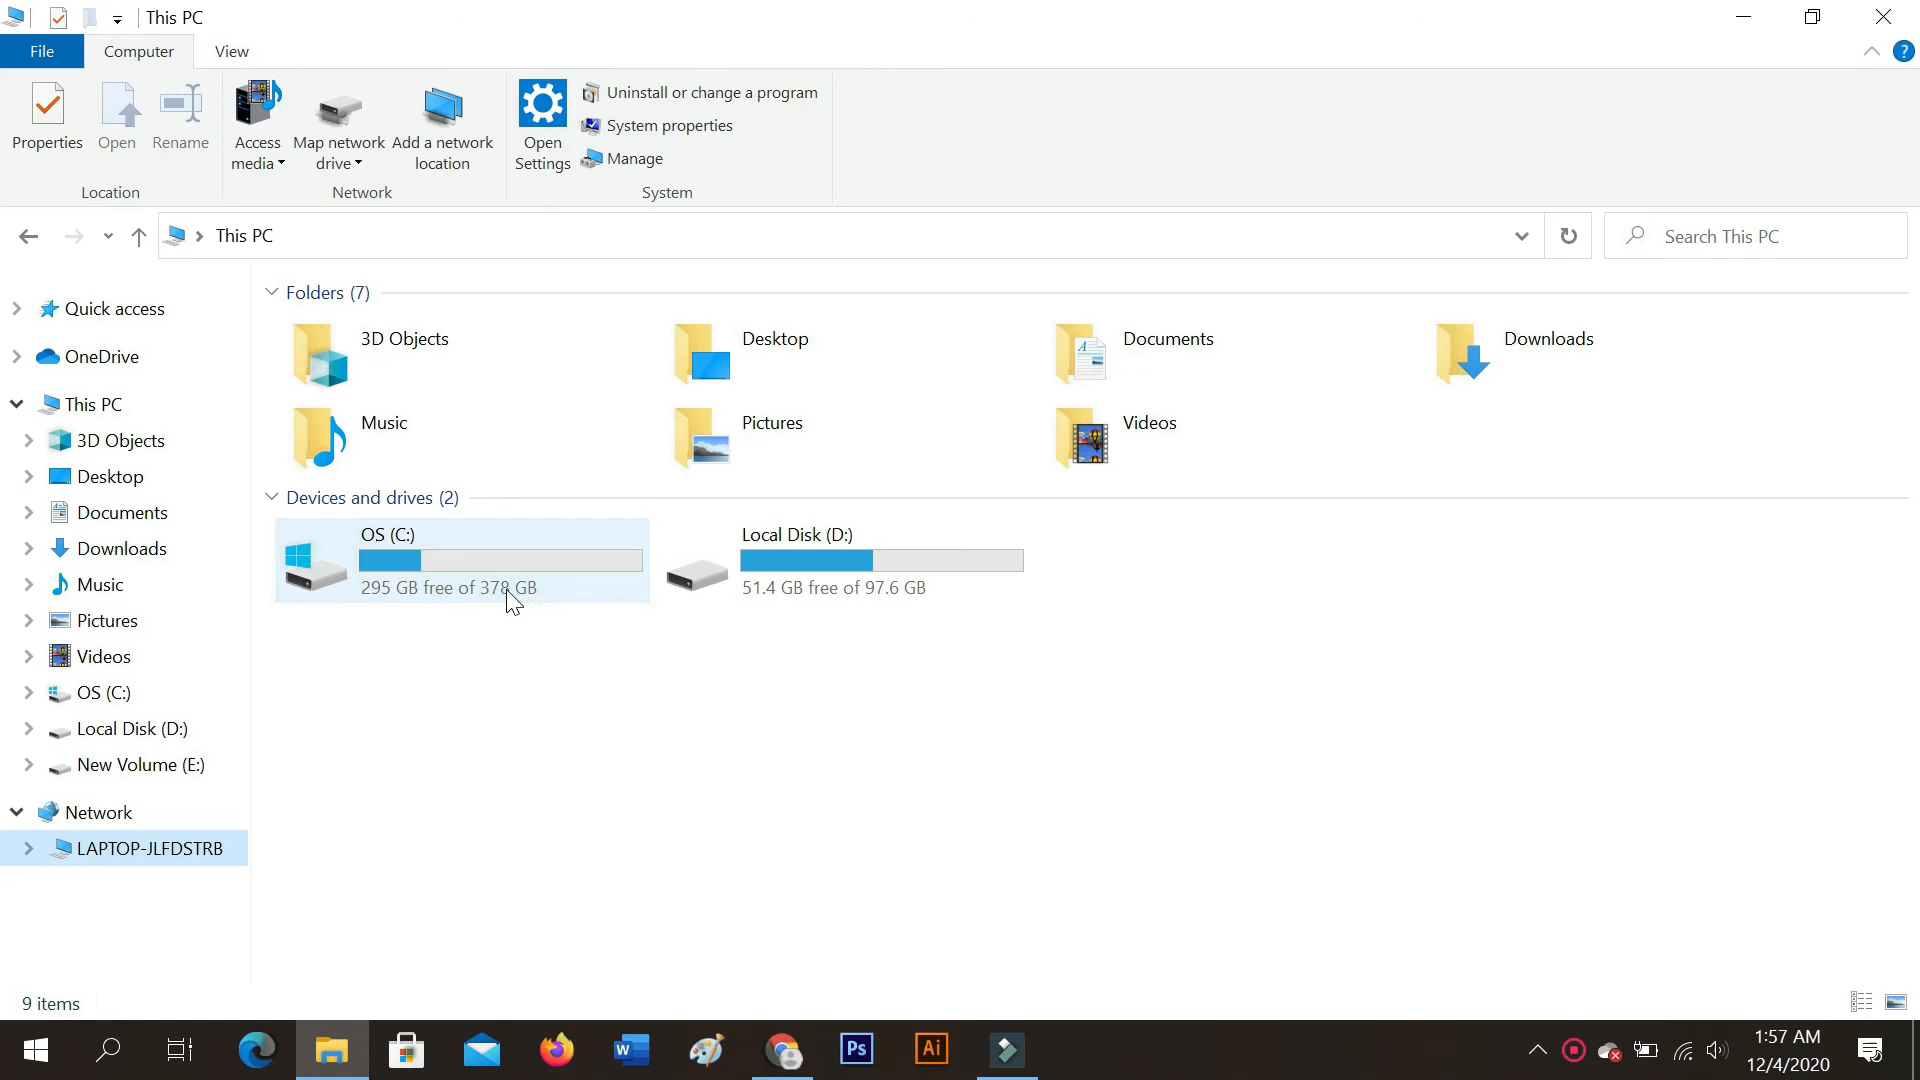 This PC
File
Computer
View
?
Properties
Open
Rename
Access
media
Map network
drive
Add a network
location
Open
Settings
Uninstall or change a program
System properties
Manage
Location
Network
System
This PC
Search This PC
Quick access
OneDrive
This PC
3D Objects
Desktop
Documents
Downloads
Music
Pictures
Videos
OS (C:)
Local Disk (D:)
New Volume (E:)
Network
LAPTOP-JLFDSTRB
Folders (7)
3D Objects
Desktop
Documents
Downloads
Music
Pictures
Videos
Devices and drives (2)
OS (C:)
295 GB free of 378 GB
Local Disk (D:)
51.4 GB free of 97.6 GB
9 items
W
Ps
Ai
1:57 AM
12/4/2020